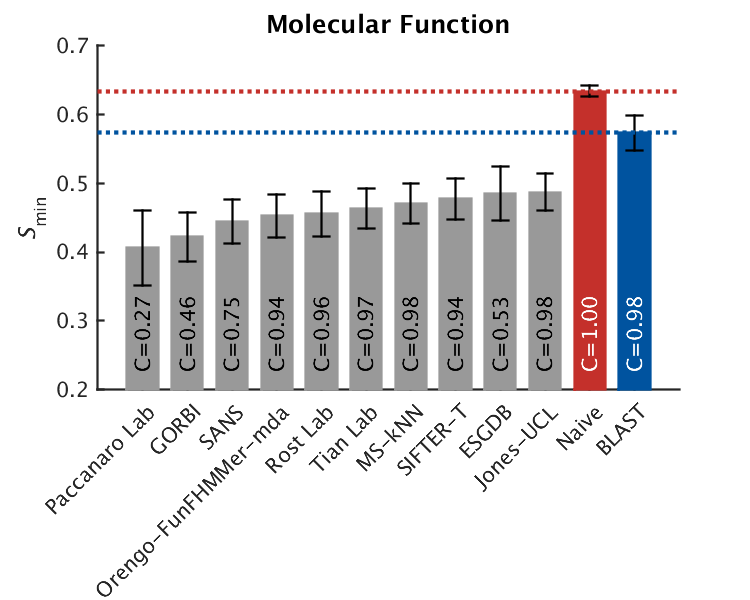 Molecular Function
0.7
0.6
0.5
0.4
0.3
0.2
Smin
C=0.27
C=0.46
C=0.75
C=0.94
C=0.96
C=0.97
C=0.98
C=0.94
C=0.53
C=0.98
C=1.00
C=0.98
Paccanaro Lab
GORBI
SANS
Orengo-FunFHMMer-mda
Rost Lab
Tian Lab
MS-kNN
SIFTER-T
ESGDB
Jones-UCL
Naive
BLAST